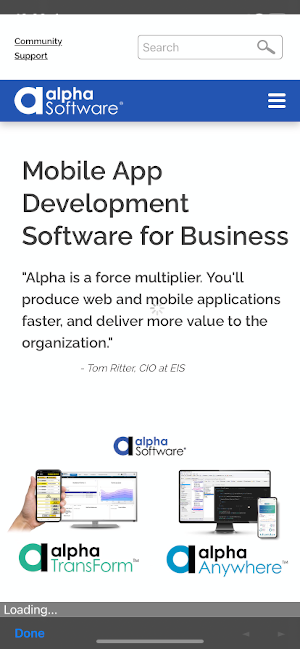 Community
Support
Search
alpha
Software®
Mobile App
Development
Software for Business
"Alpha is a force multiplier. You'll
produce web and mobile applications
faster, and deliver more value to the
organization."
- Tom Ritter, CIO at EIS
alpha
Software®
alpha
TransForm™
alpha
Anywhere™
Loading...
Done